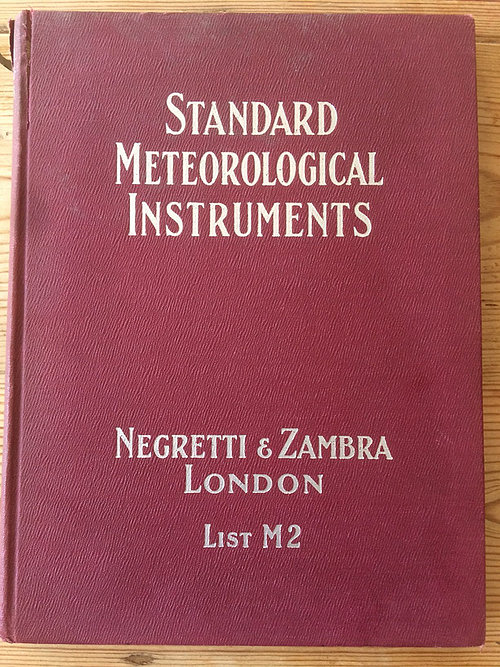 STANDARD
METEOROLOGICAL
INSTRUMENTS
NEGRETTI & ZAMBRA
LONDON
LIST M2